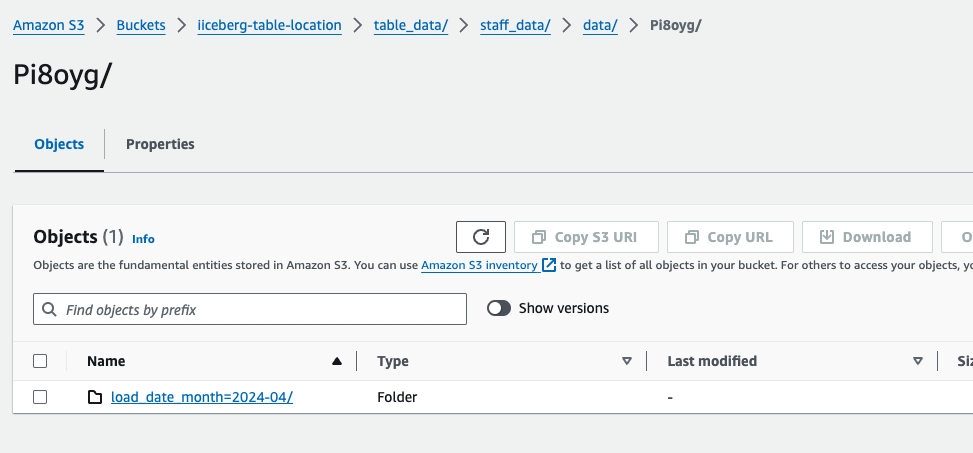 Amazon S3 > Buckets > iiceberg-table-location > table_data/ > staff_data/ > data/ > Pi8oyg/
Pi8oyg/
Objects Properties
Objects (1) Info
Copy S3 URI Copy URL Download O
Objects are the fundamental entities stored in Amazon S3. You can use Amazon S3 inventory to get a list of all objects in your bucket. For others to access your objects, yo
Find objects by prefix Show versions
Name Type Last modified Siz
load_date_month=2024-04/ Folder -